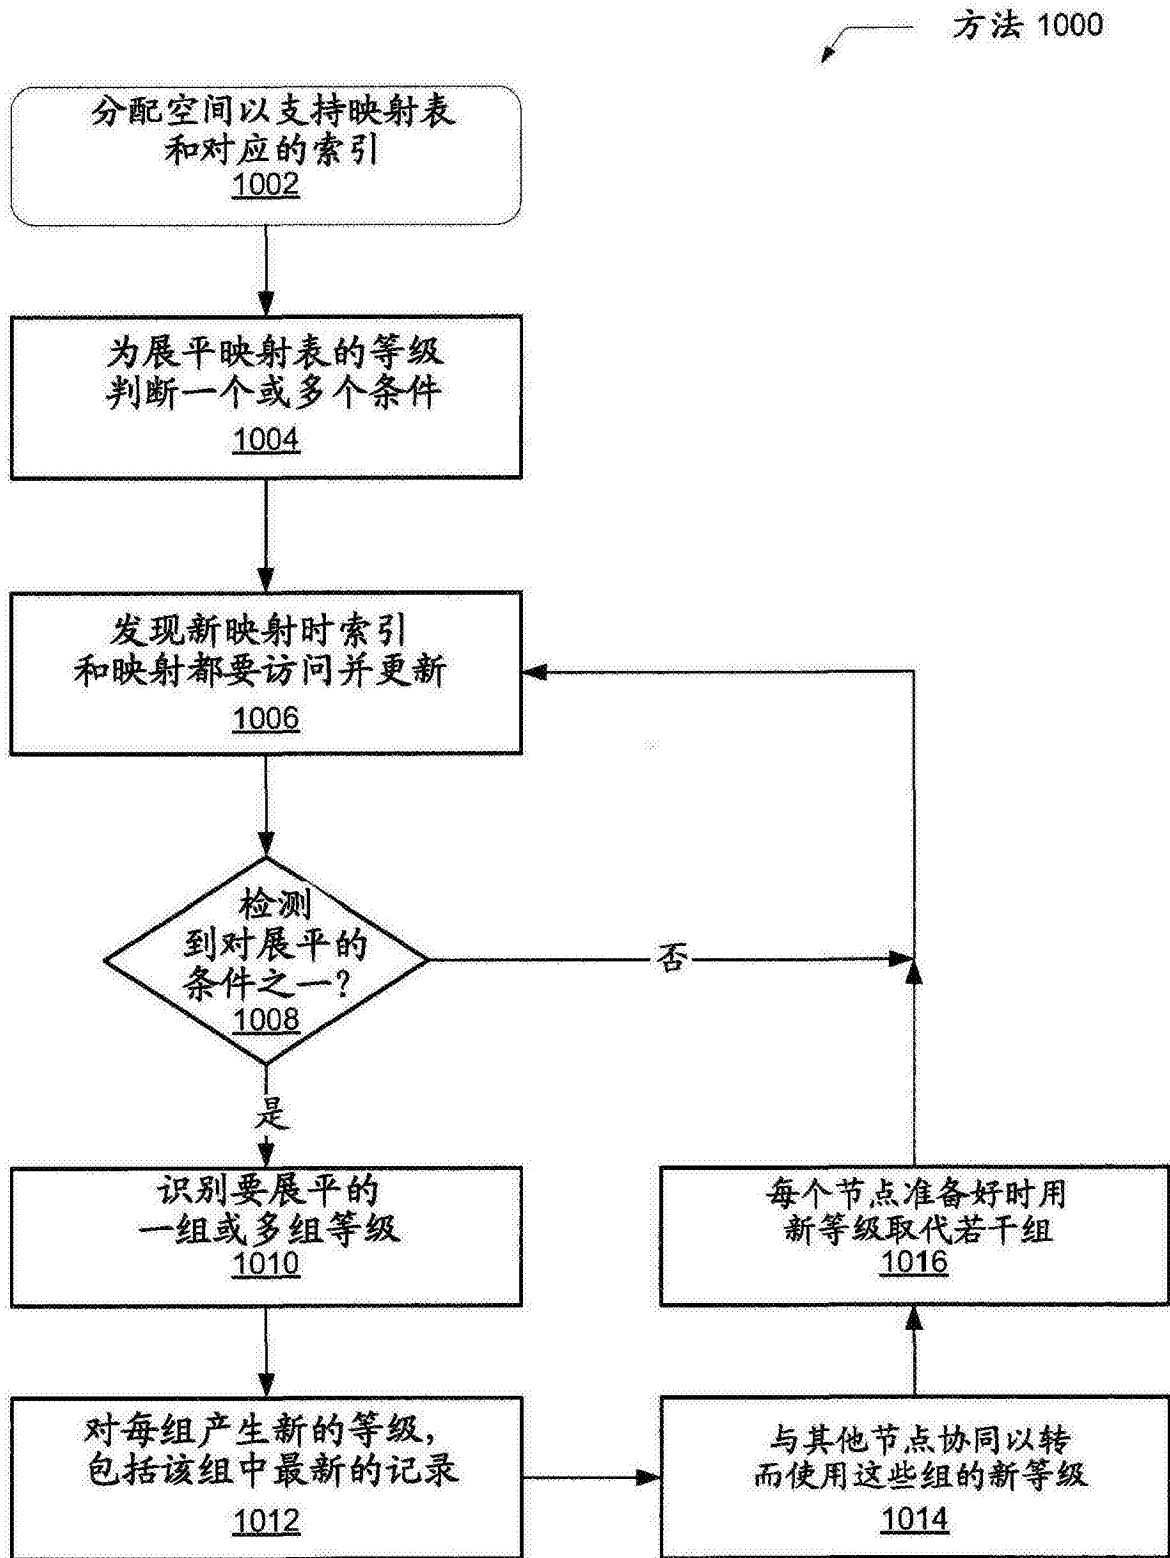 方法 1000
分配空间以支持映射表
和对应的索引
1002
为展平映射表的等级
判断一个或多个条件
1004
发现新映射时索引
和映射都要访问并更新
1006
检测
到对展平的
条件之一?
1008
否
是
识别要展平的
一组或多组等级
1010
对每组产生新的等级,
包括该组中最新的记录
1012
与其他节点协同以转
而使用这些组的新等级
1014
每个节点准备好时用
新等级取代若干组
1016